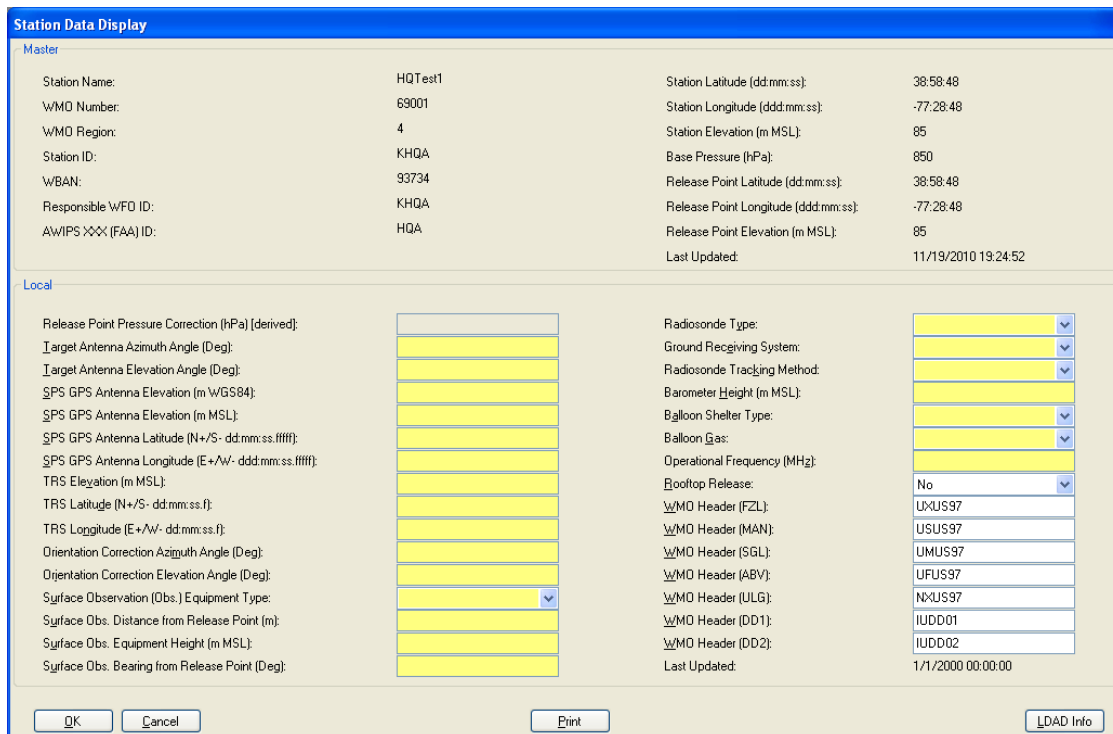 Station Data Display
Master
Station Name: HQTest1
WMO Number: 69001
WMO Region: 4
Station ID: KHQA
WBAN: 93734
Responsible WFO ID: KHQA
AWIPS XXX (FAA) ID: HQA
Station Latitude (dd:mm:ss): 38:58:48
Station Longitude (ddd:mm:ss): -77:28:48
Station Elevation (m MSL): 85
Base Pressure (hPa): 850
Release Point Latitude (dd:mm:ss): 38:58:48
Release Point Longitude (ddd:mm:ss): -77:28:48
Release Point Elevation (m MSL): 85
Last Updated: 11/19/2010 19:24:52
Local
Release Point Pressure Correction (hPa) [derived]:
Target Antenna Azimuth Angle (Deg):
Target Antenna Elevation Angle (Deg):
SPS GPS Antenna Elevation (m WGS84):
SPS GPS Antenna Elevation (m MSL):
SPS GPS Antenna Latitude (N+/S- dd:mm:ss.fffff):
SPS GPS Antenna Longitude (E+/W- ddd:mm:ss.fffff):
TRS Elevation (m MSL):
TRS Latitude (N+/S- dd:mm:ss.f):
TRS Longitude (E+/W- dd:mm:ss.f):
Orientation Correction Azimuth Angle (Deg):
Orientation Correction Elevation Angle (Deg):
Surface Observation (Obs.) Equipment Type:
Surface Obs. Distance from Release Point (m):
Surface Obs. Equipment Height (m MSL):
Surface Obs. Bearing from Release Point (Deg):
Radiosonde Type:
Ground Receiving System:
Radiosonde Tracking Method:
Barometer Height (m MSL):
Balloon Shelter Type:
Balloon Gas:
Operational Frequency (MHz):
Rooftop Release: No
WMO Header (FZL): UXUS97
WMO Header (MAN): USUS97
WMO Header (SGL): UMUS97
WMO Header (ABV): UFUS97
WMO Header (ULG): NXUS97
WMO Header (DD1): IUDD01
WMO Header (DD2): IUDD02
Last Updated: 1/1/2000 00:00:00
OK Cancel Print LDAD Info